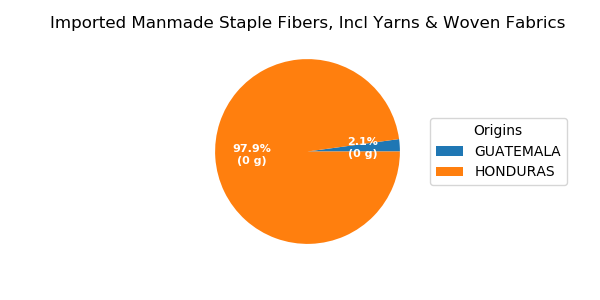 Imported Manmade Staple Fibers, Incl Yarns & Woven Fabrics
97.9%
(0 g)
2.1%
(0 g)
Origins
GUATEMALA
HONDURAS